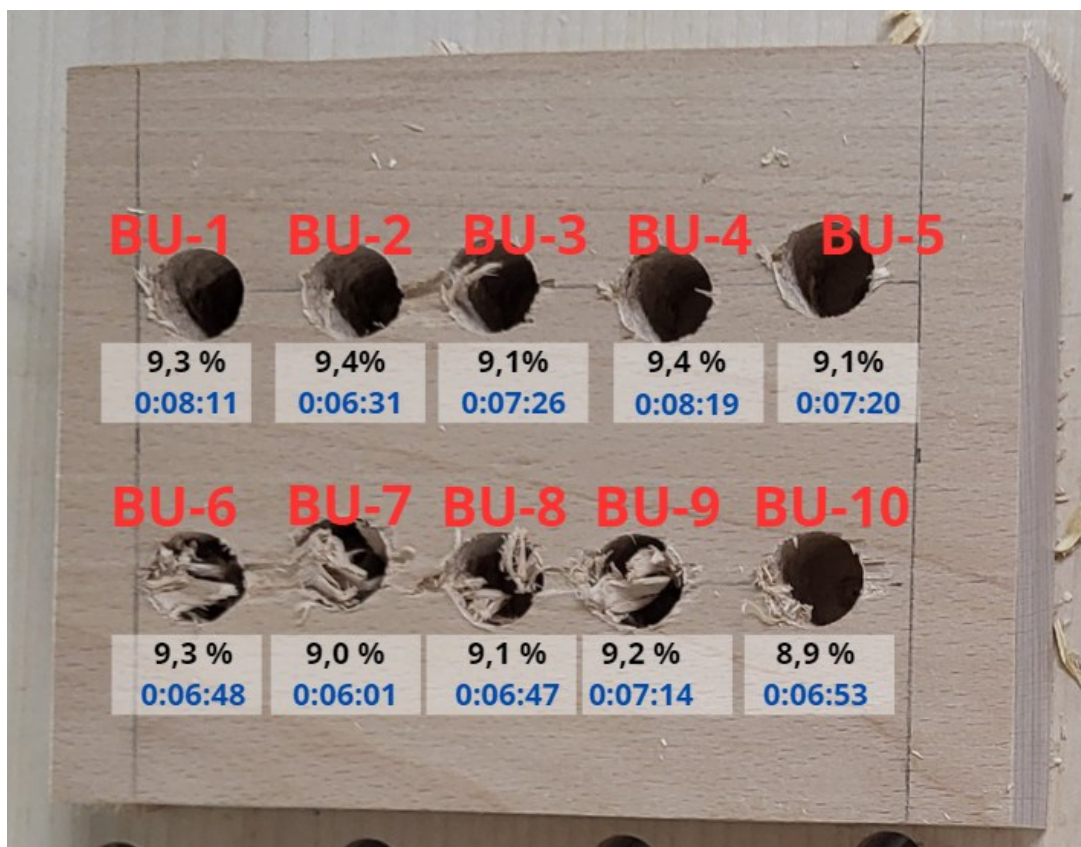 BU-1 BU-2 BU-3 BU-4 BU-5
9,3 % 9,4% 9,1% 9,4 % 9,1%
0:08:11 0:06:31 0:07:26 0:08:19 0:07:20
BU-6 BU-7 BU-8 BU-9 BU-10
9,3 % 9,0 % 9,1 % 9,2 % 8,9 %
0:06:48 0:06:01 0:06:47 0:07:14 0:06:53